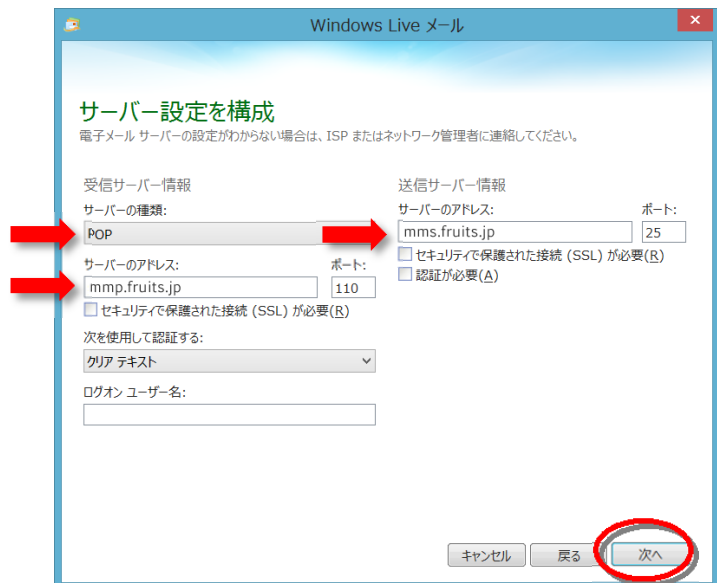 Windows Live メール
サーバー設定を構成
電子メール サーバーの設定がわからない場合は、ISP またはネットワーク管理者に連絡してください。
受信サーバー情報
サーバーの種類:
POP
サーバーのアドレス:
ポート:
mmp.fruits.jp
110
セキュリティで保護された接続 (SSL) が必要(R)
次を使用して認証する:
クリア テキスト
ログオン ユーザー名:
送信サーバー情報
サーバーのアドレス:
ポート:
mms.fruits.jp
25
セキュリティで保護された接続 (SSL) が必要(R)
認証が必要(A)
キャンセル
戻る
次へ